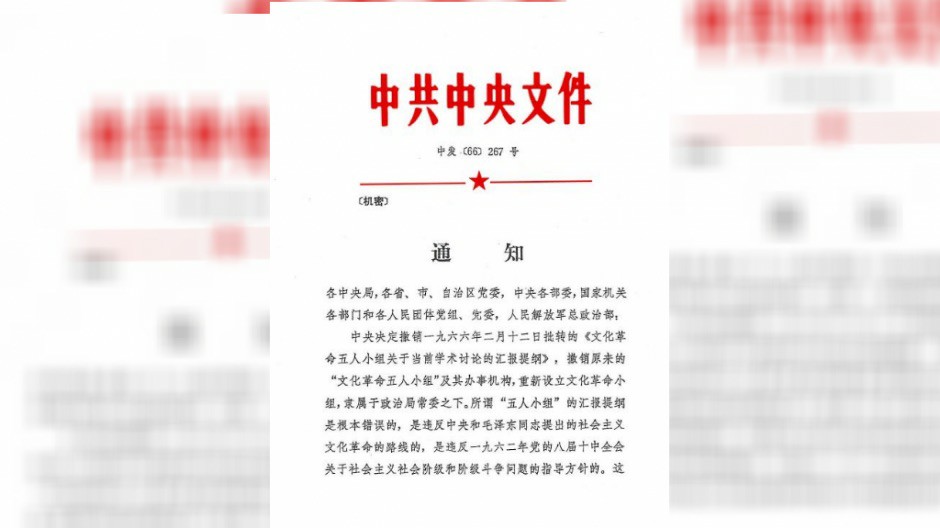 中共中央文件
中发〔66〕267 号
〔机密〕
通 知
各中央局，各省、市、自治区党委，中央各部委，国家机关
各部门和各人民团体党组、党委，人民解放军总政治部：
中央决定撤销一九六六年二月十二日批转的《文化革
命五人小组关于当前学术讨论的汇报提纲》，撤销原来的
“文化革命五人小组”及其办事机构，重新设立文化革命小
组，隶属于政治局常委之下。所谓“五人小组”的汇报提纲
是根本错误的，是违反中央和毛泽东同志提出的社会主义
文化革命的路线的，是违反一九六二年党的八届十中全会
关于社会主义社会阶级和阶级斗争问题的指导方针的。这